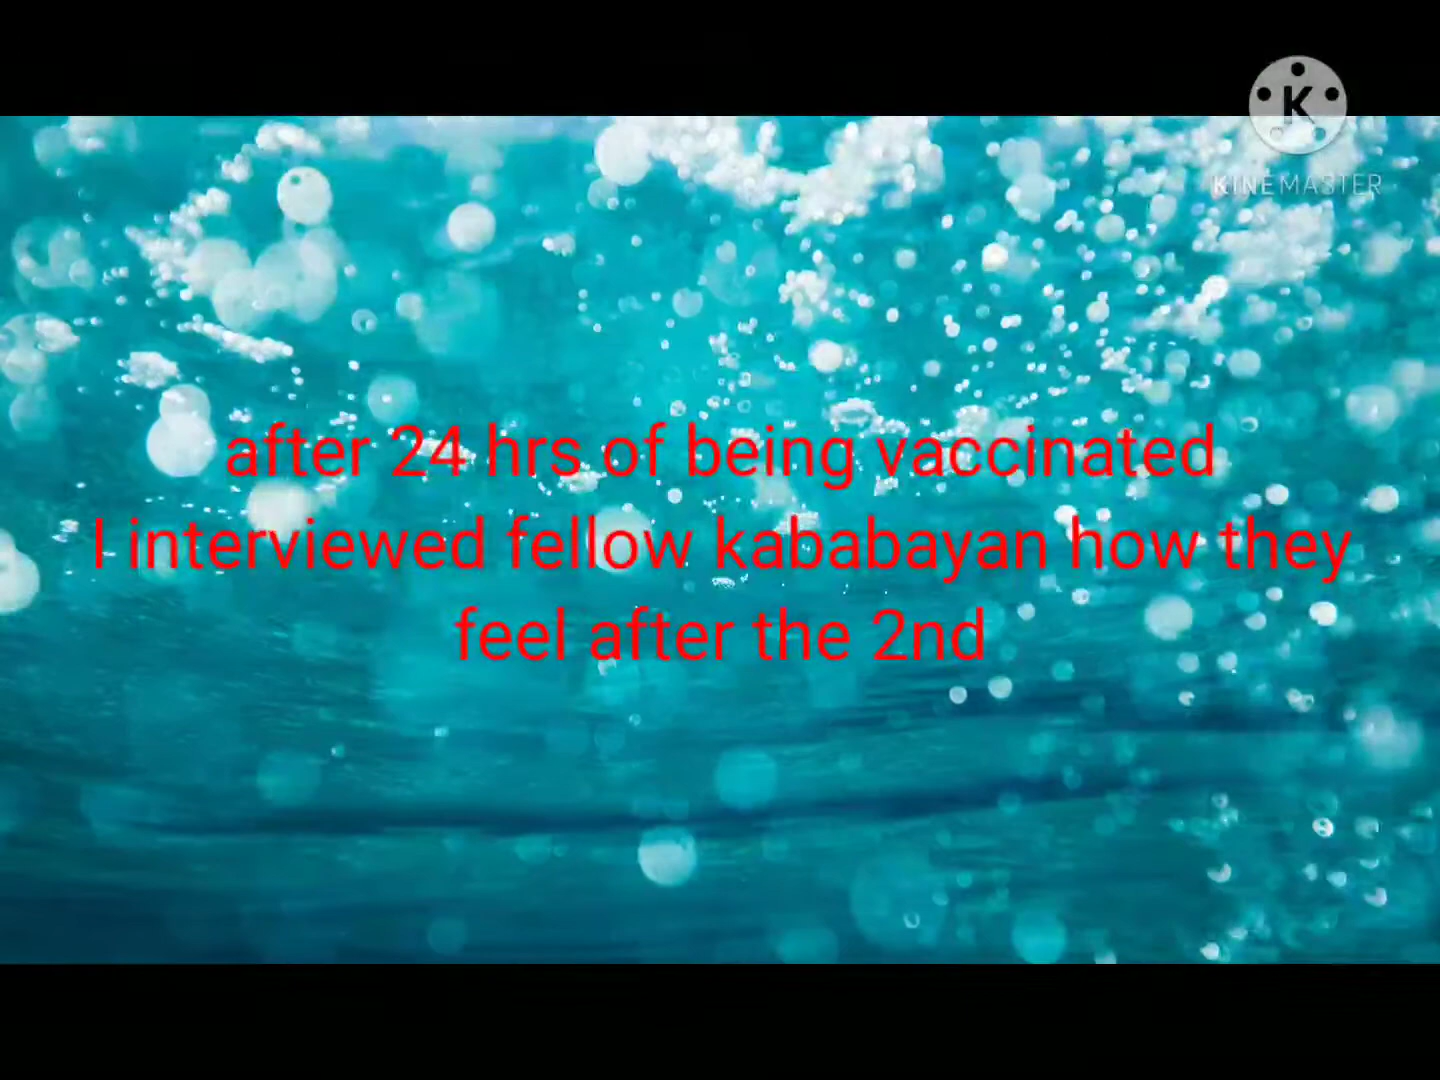 K
KINEMASTER
after 24 hrs of being vaccinated
I interviewed fellow kababayan how they
feel after the 2nd